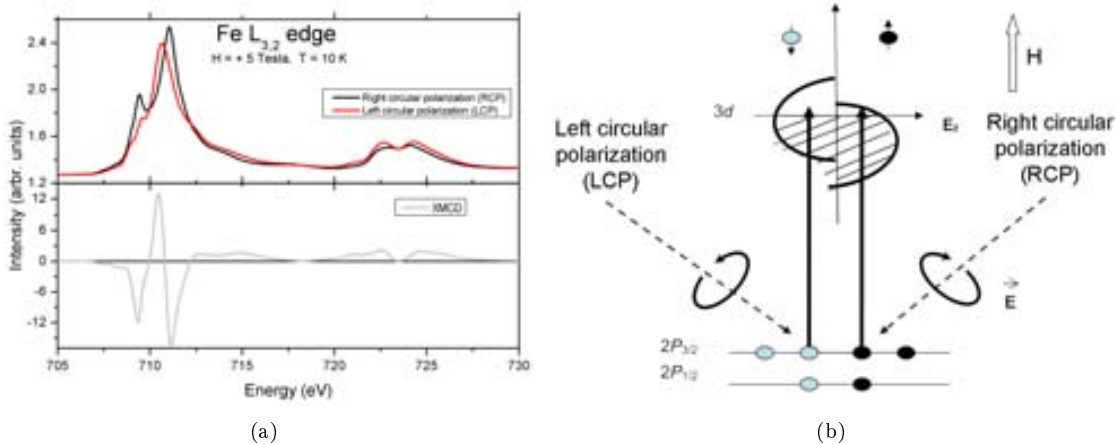 Fe L3,2 edge
H = + 5 Tesla, T = 10 K
Right circular polarization (RCP)
Left circular polarization (LCP)
2.4
2.0
1.6
1.2
XMCD
12
6
0
-6
-12
Intensity (arbr. units)
705
710
715
720
725
730
Energy (eV)
(a)
H
3d
Ef
Left circular
polarization
(LCP)
Right circular
polarization
(RCP)
E
2P3/2
2P1/2
(b)